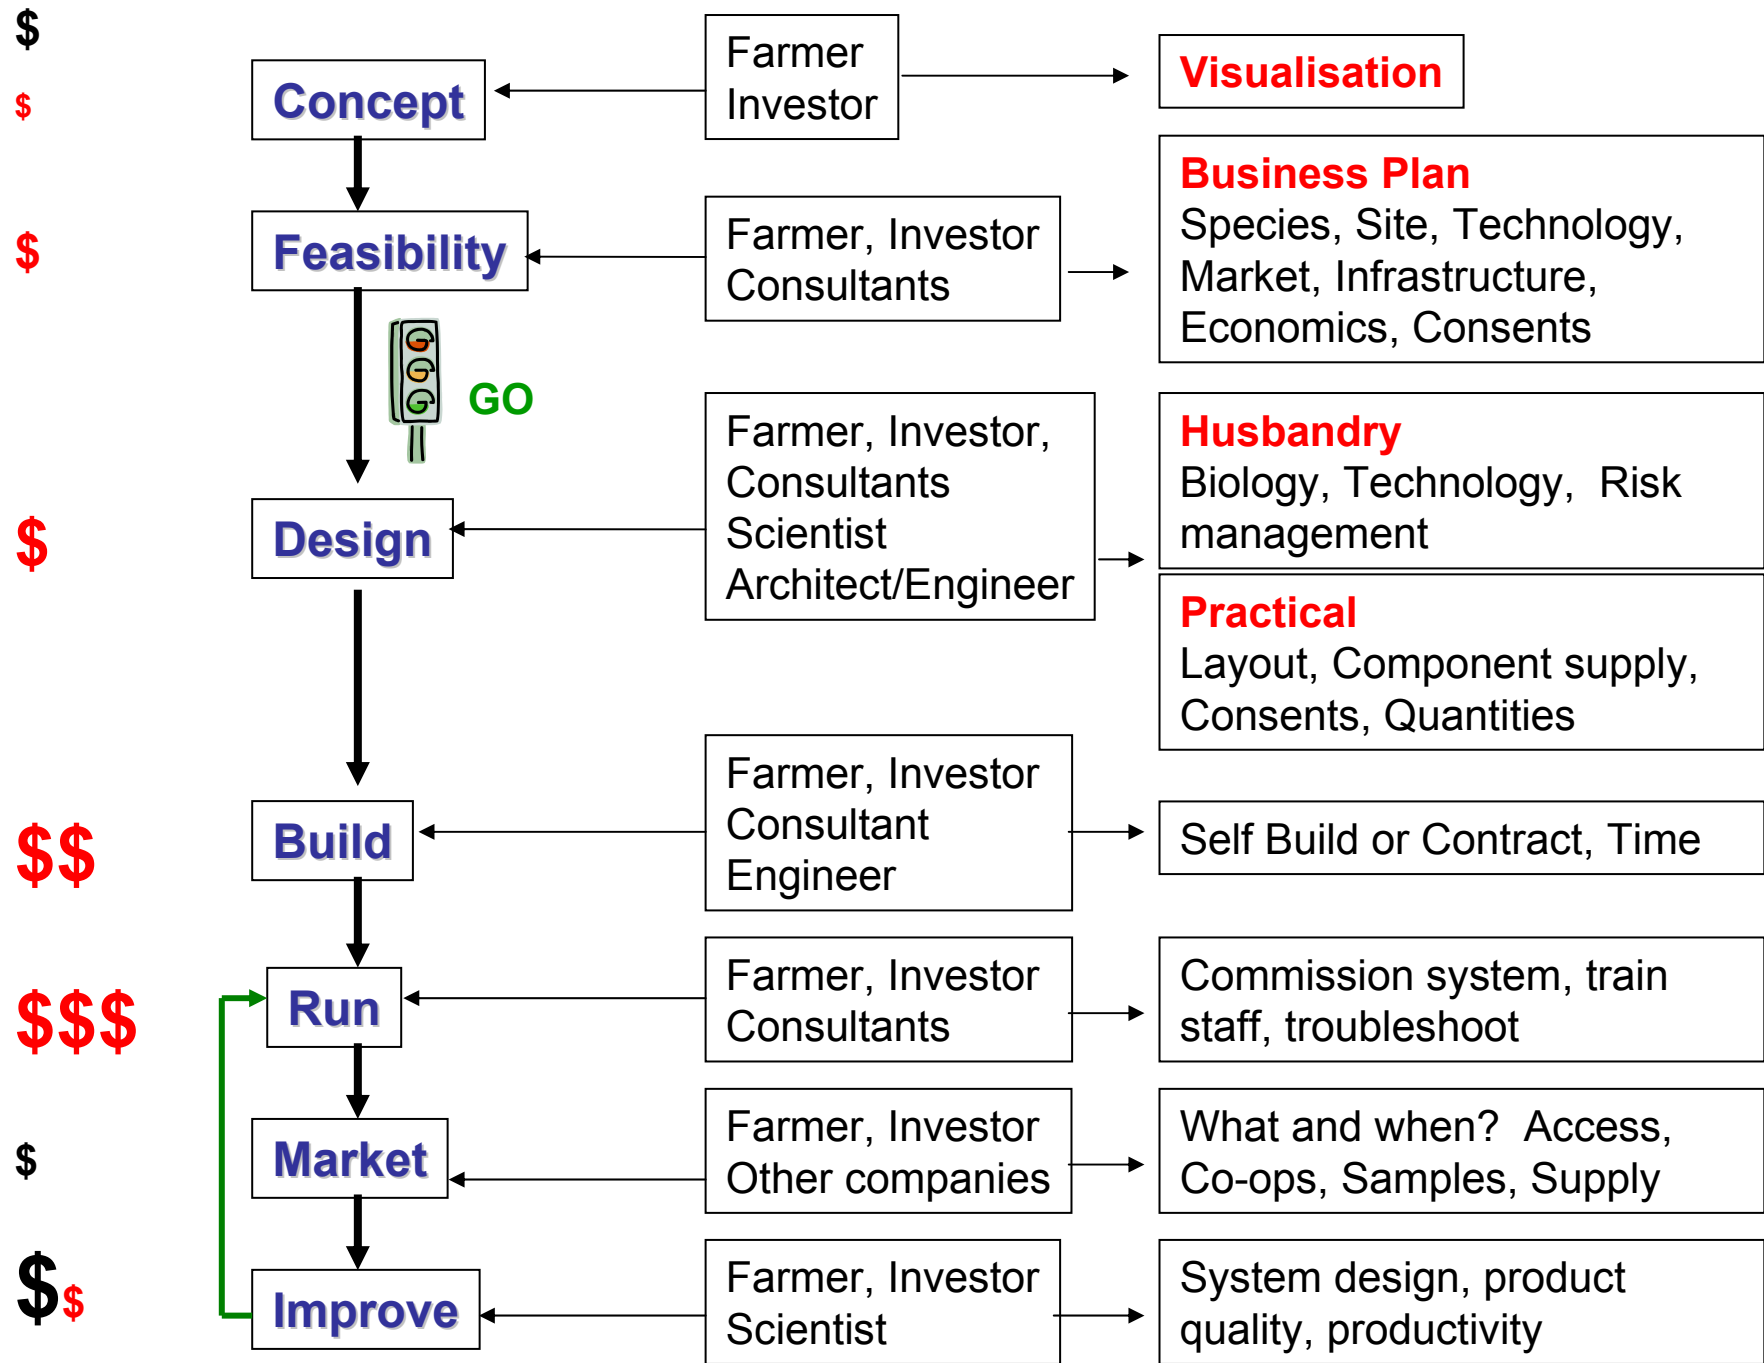 $
$
Concept
Farmer
Investor
Visualisation
$
Feasibility
Farmer, Investor
Consultants
Business Plan
Species, Site, Technology,
Market, Infrastructure,
Economics, Consents
GO
$
Design
Farmer, Investor,
Consultants
Scientist
Architect/Engineer
Husbandry
Biology, Technology, Risk
management
Practical
Layout, Component supply,
Consents, Quantities
$$
Build
Farmer, Investor
Consultant
Engineer
Self Build or Contract, Time
$$$
Run
Farmer, Investor
Consultants
Commission system, train
staff, troubleshoot
$
Market
Farmer, Investor
Other companies
What and when? Access,
Co-ops, Samples, Supply
$$
Improve
Farmer, Investor
Scientist
System design, product
quality, productivity